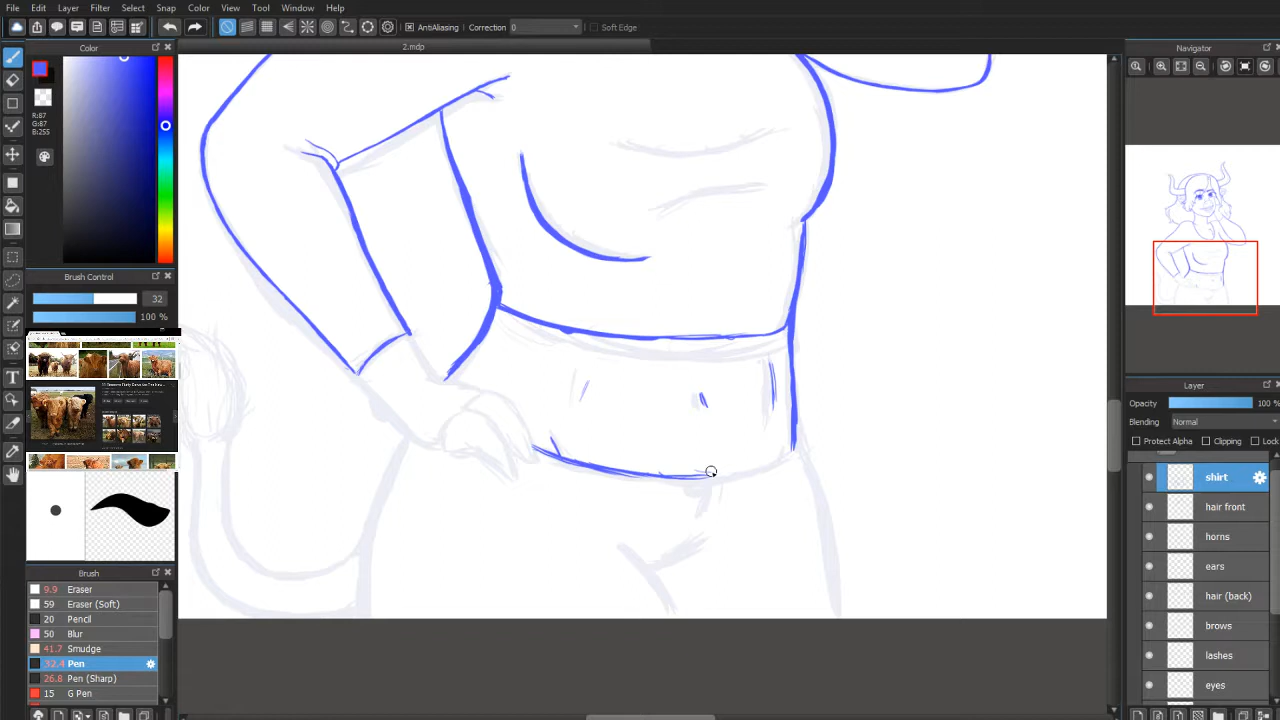 File Edit Layer Filter Select Snap Color View Tool Window Help
AntiAliasing Correction 0 Soft Edge
2.mdp
Color
R:87
G:87
B:255
Brush Control
32
100 %
Brush
9.9 Eraser
59 Eraser (Soft)
20 Pencil
50 Blur
41.7 Smudge
32.4 Pen
26.8 Pen (Sharp)
15 G Pen
Navigator
Layer
Opacity 100 %
Blending Normal
Protect Alpha Clipping Lock
shirt
hair front
horns
ears
hair (back)
brows
lashes
eyes